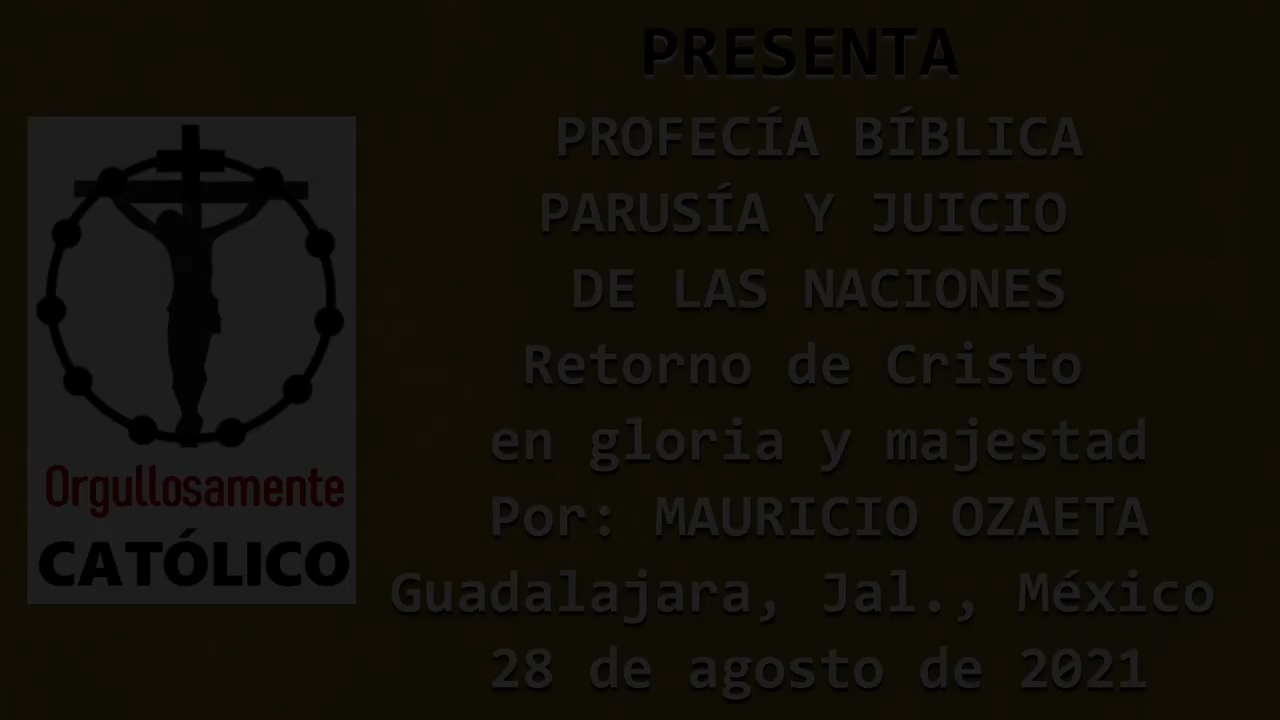 PRESENTA
PROFECÍA BÍBLICA
PARUSÍA Y JUICIO
DE LAS NACIONES
Retorno de Cristo
en gloria y majestad
Por: MAURICIO OZAETA
Guadalajara, Jal., México
28 de agosto de 2021
Orgullosamente
CATÓLICO